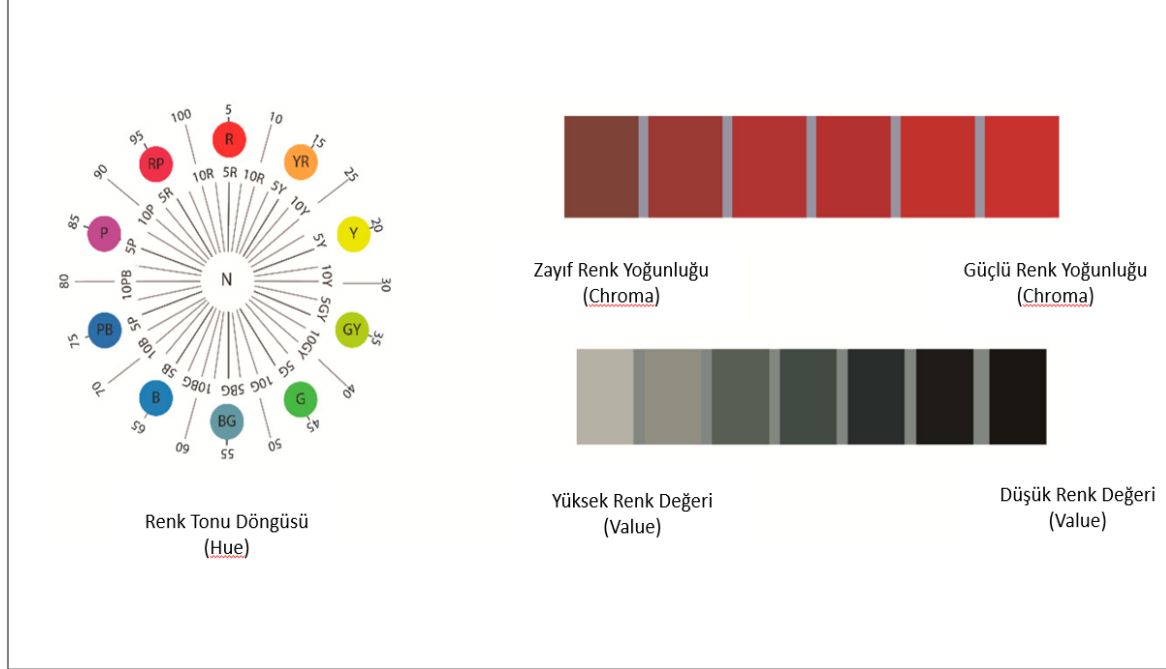 5
10
15
25
20
30
35
40
45
50
55
60
65
70
75
80
85
90
95
100
R
YR
Y
GY
G
BG
B
PB
P
RP
5R
10R
5Y
10Y
5Y
10Y
5GY
10GY
5G
10G
5BG
10BG
5B
10B
5P
10PB
5P
10P
5R
10R
N
Renk Tonu Döngüsü
(Hue)
Zayıf Renk Yoğunluğu
(Chroma)
Güçlü Renk Yoğunluğu
(Chroma)
Yüksek Renk Değeri
(Value)
Düşük Renk Değeri
(Value)